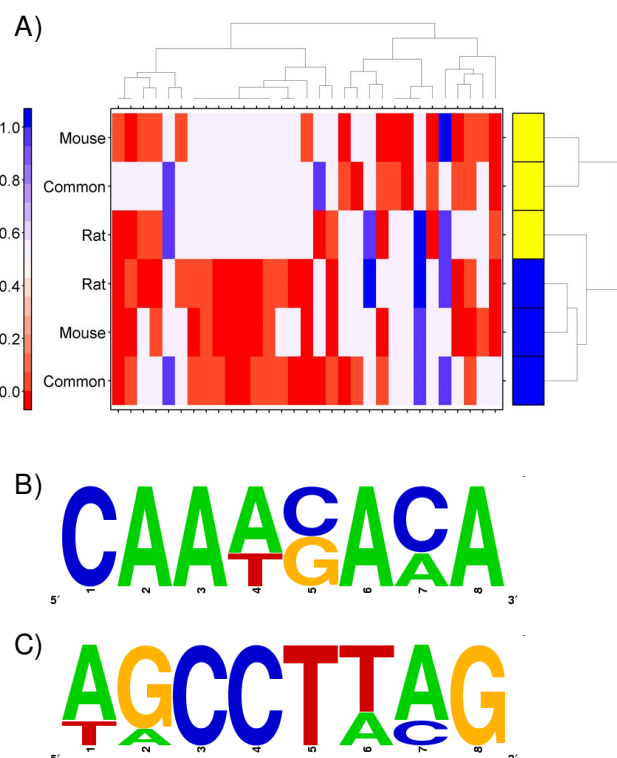 A)
1.0
0.8
0.6
0.4
0.2
0.0
Mouse
Common
Rat
Rat
Mouse
Common
B)
CAAACACA
TGA
5′ 1 2 3 4 5 6 7 8 3′
C)
AGCCTTAG
TAAC
5′ 1 2 3 4 5 6 7 8 3′